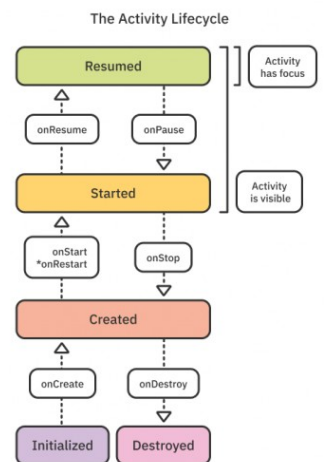 The Activity Lifecycle
Resumed
Activity
has focus
onResume
onPause
Started
Activity
is visible
onStart
*onRestart
onStop
Created
onCreate
onDestroy
Initialized
Destroyed